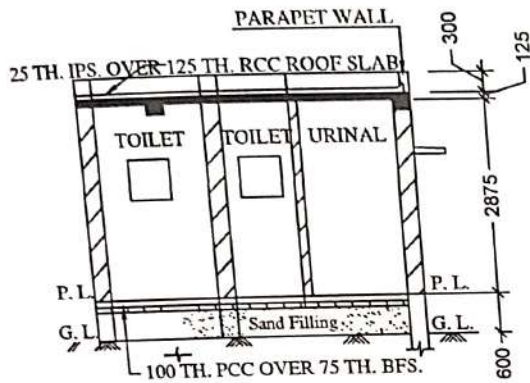 PARAPET WALL
300
125
25 TH. IPS. OVER 125 TH. RCC ROOF SLAB
TOILET TOILET URINAL
2875
P. L. P. L.
G. L. Sand Filling G. L.
600
100 TH. PCC OVER 75 TH. BFS.